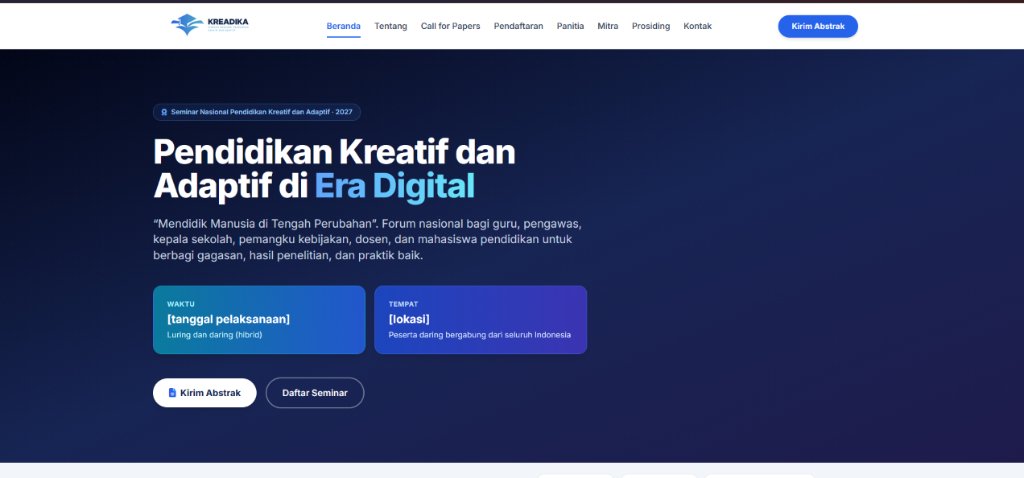 KREADIKA
Beranda
Tentang
Call for Papers
Pendaftaran
Panitia
Mitra
Prosiding
Kontak
Kirim Abstrak
Seminar Nasional Pendidikan Kreatif dan Adaptif · 2027
Pendidikan Kreatif dan
Adaptif di Era Digital
“Mendidik Manusia di Tengah Perubahan”. Forum nasional bagi guru, pengawas,
kepala sekolah, pemangku kebijakan, dosen, dan mahasiswa pendidikan untuk
berbagi gagasan, hasil penelitian, dan praktik baik.
WAKTU
[tanggal pelaksanaan]
Luring dan daring (hibrid)
TEMPAT
[lokasi]
Peserta daring bergabung dari seluruh Indonesia
Kirim Abstrak
Daftar Seminar